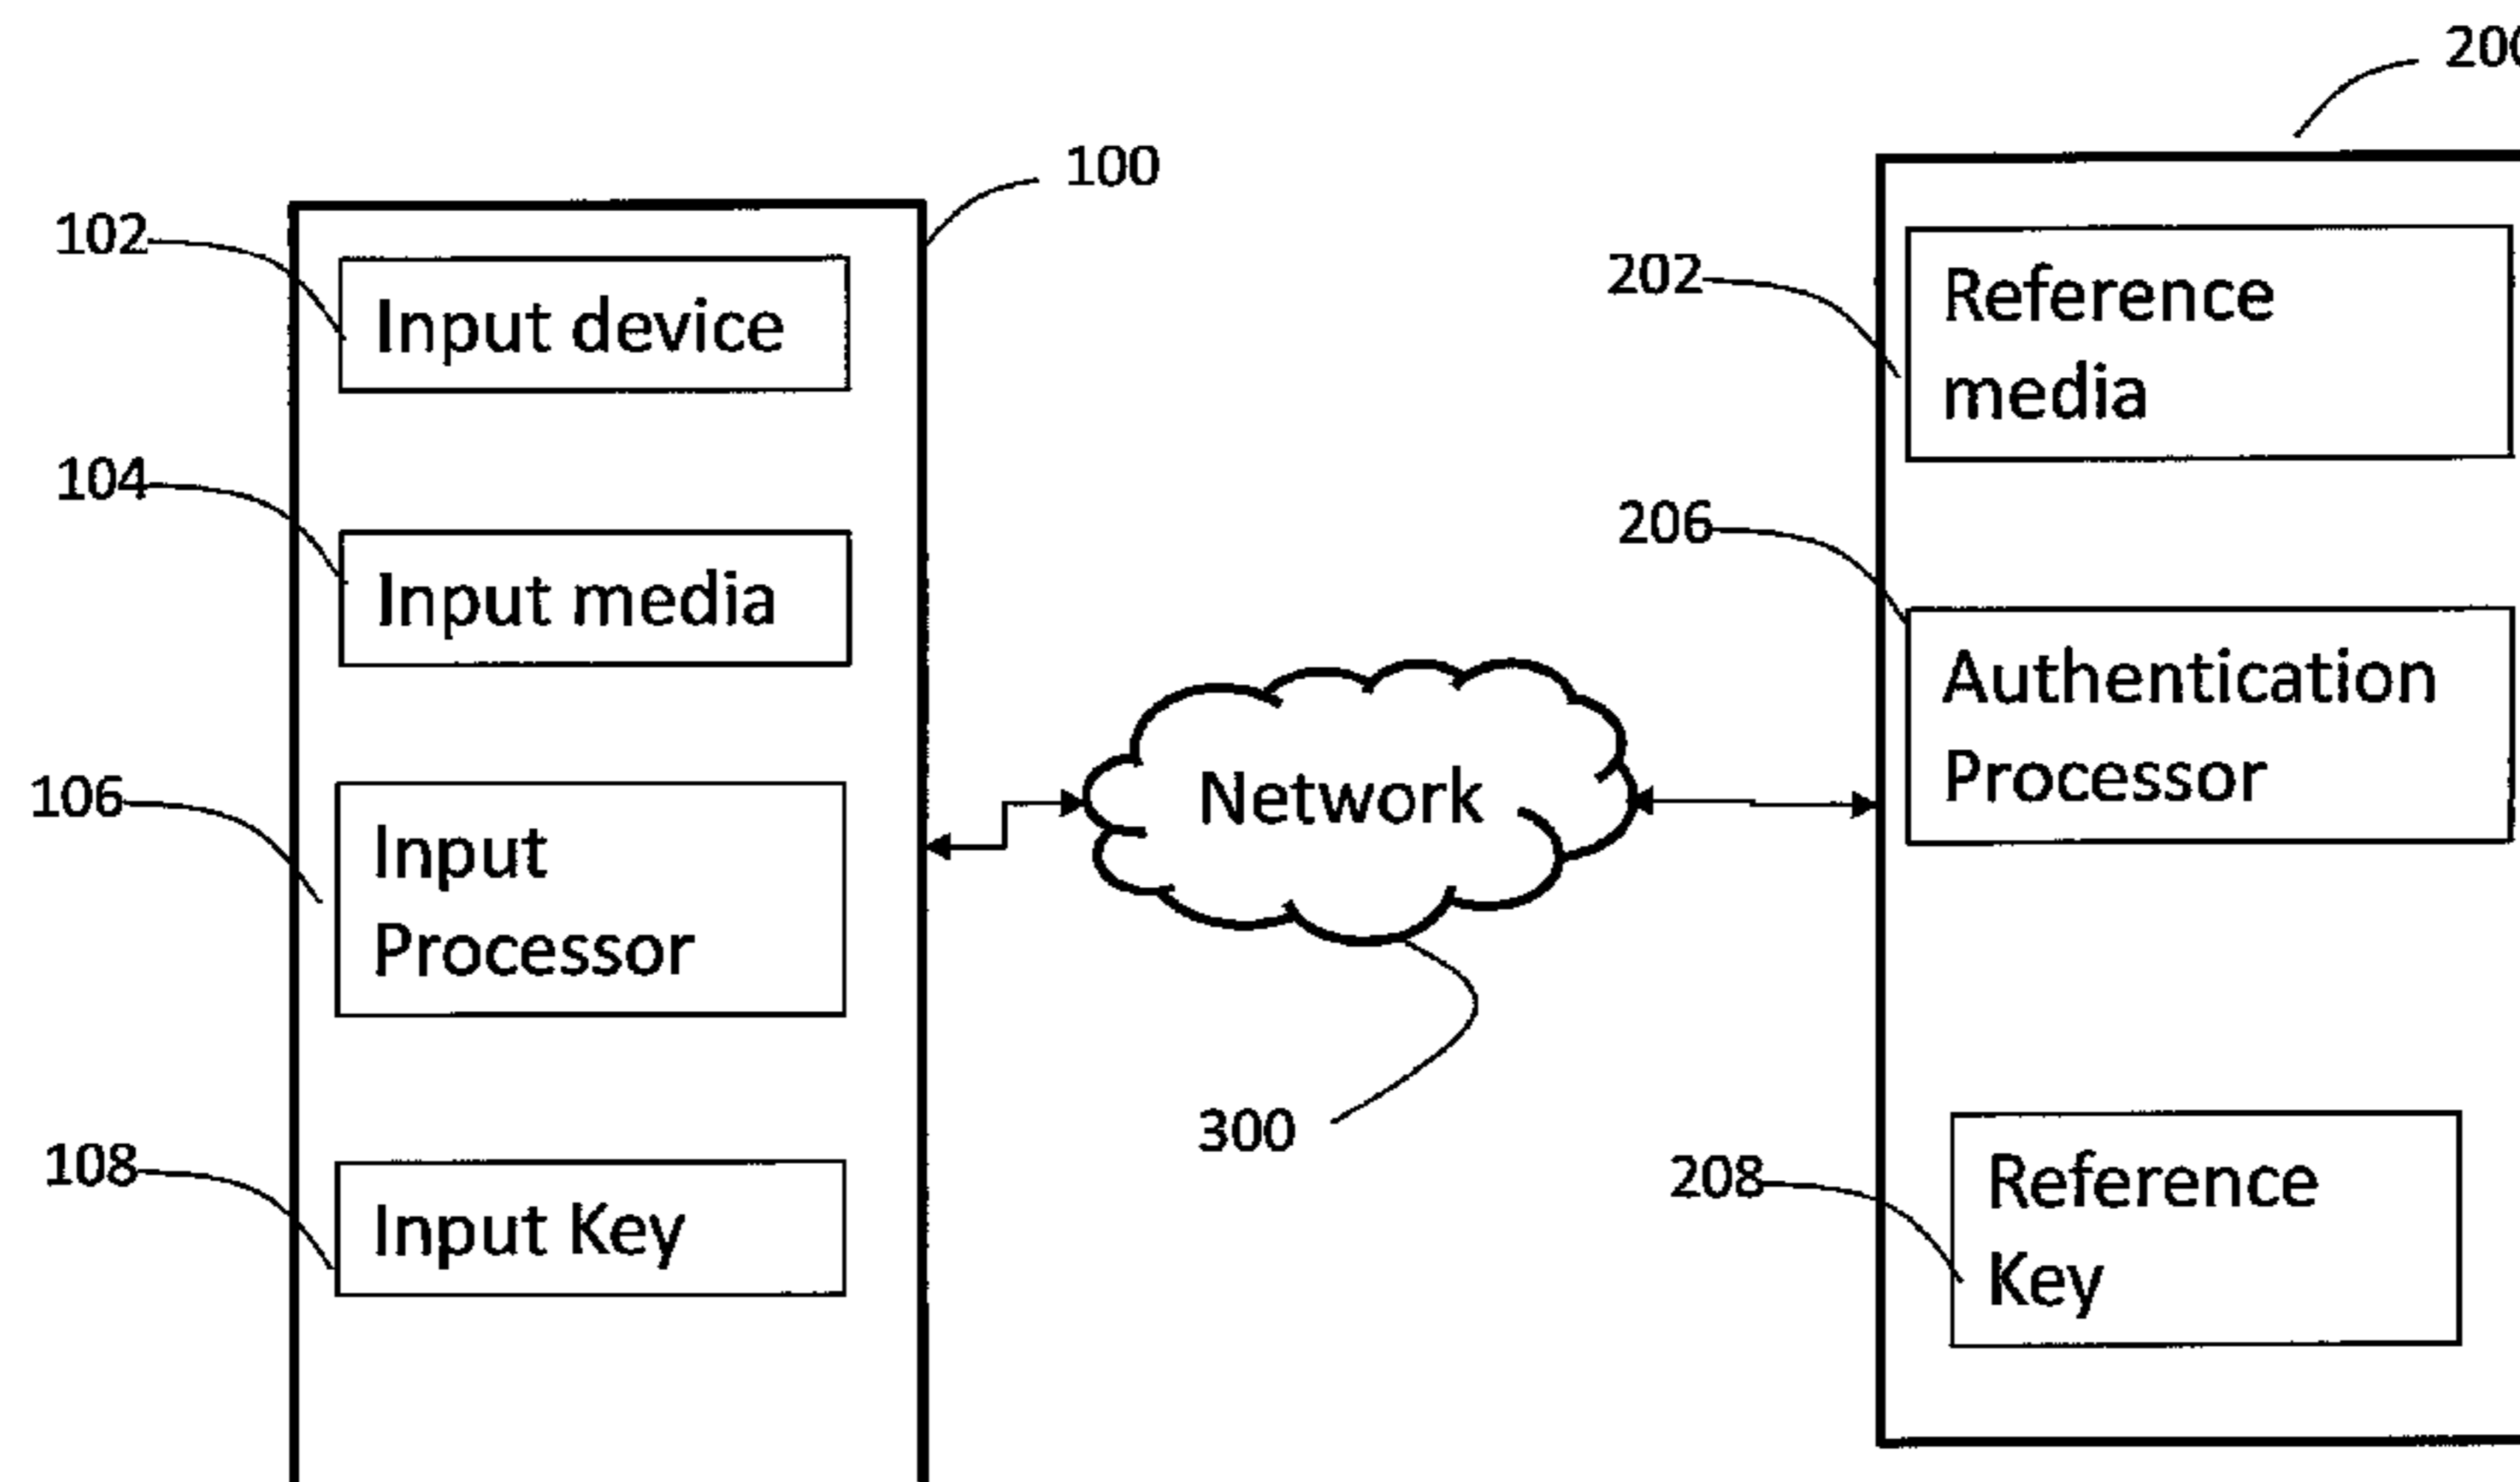 100
102
Input device
104
Input media
106
Input
Processor
108
Input Key
Network
300
202
Reference
media
206
Authentication
Processor
208
Reference
Key